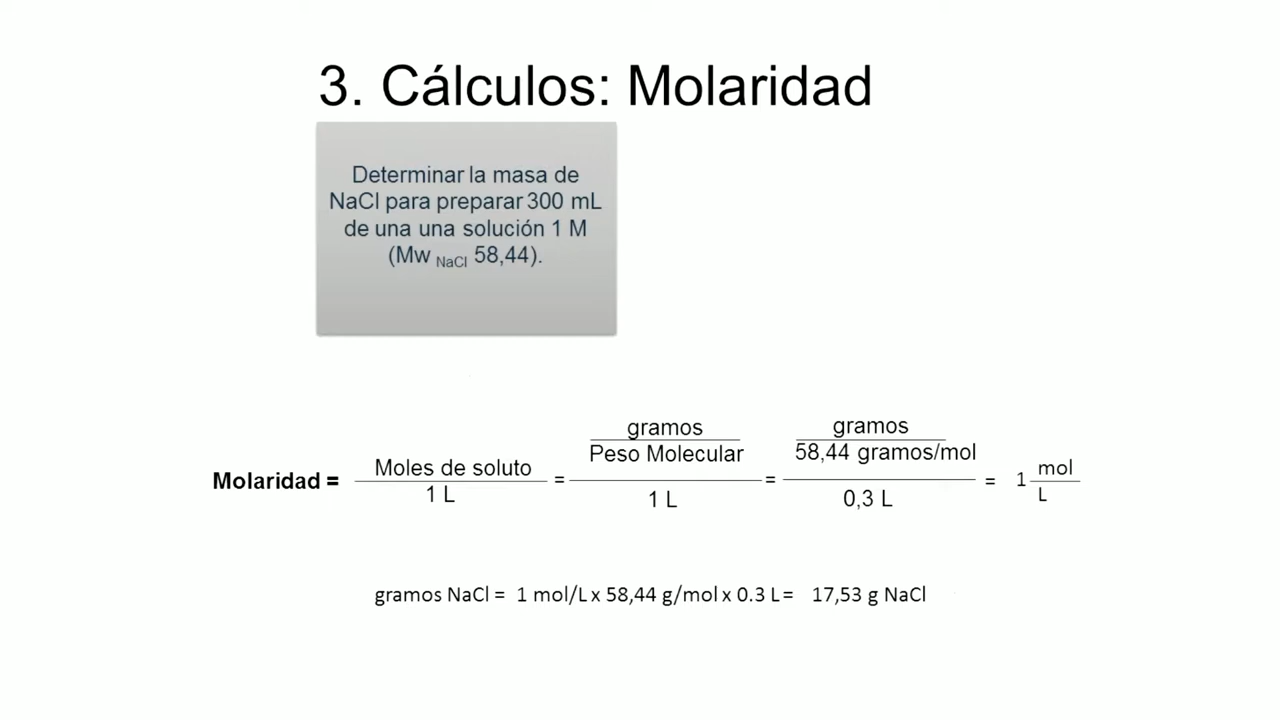 3. Cálculos: Molaridad
Determinar la masa de
NaCl para preparar 300 mL
de una una solución 1 M
(Mw NaCl 58,44).
gramos
Peso Molecular
gramos
58,44 gramos/mol
Molaridad =
Moles de soluto
1 L
=
1 L
=
0,3 L
=
1
mol
L
gramos NaCl = 1 mol/L x 58,44 g/mol x 0.3 L = 17,53 g NaCl